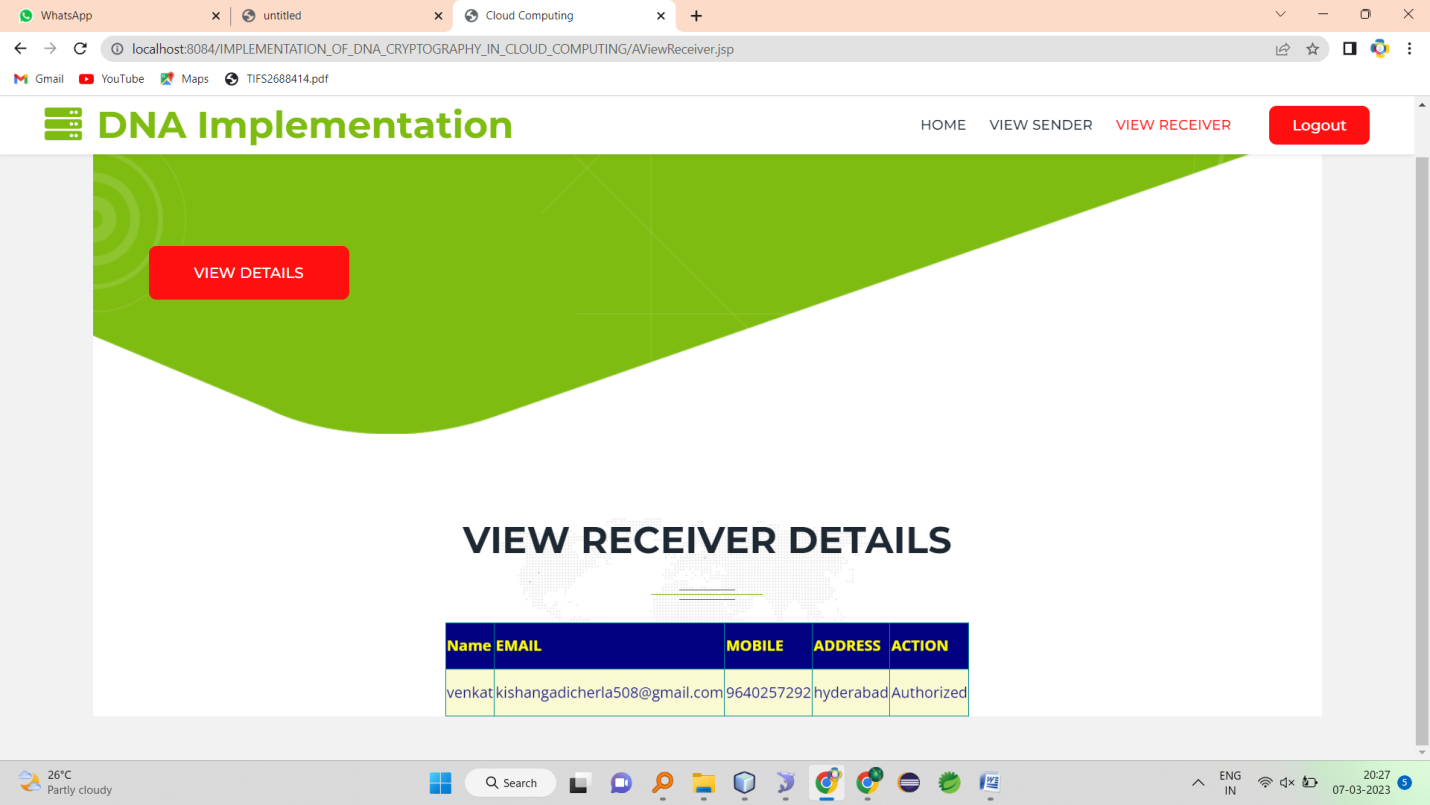 WhatsApp
untitled
Cloud Computing
localhost:8084/IMPLEMENTATION_OF_DNA_CRYPTOGRAPHY_IN_CLOUD_COMPUTING/AViewReceiver.jsp
Gmail YouTube Maps TIFS2688414.pdf
DNA Implementation
HOME VIEW SENDER VIEW RECEIVER Logout
VIEW DETAILS
VIEW RECEIVER DETAILS
Name EMAIL MOBILE ADDRESS ACTION
venkat kishangadicherla508@gmail.com 9640257292 hyderabad Authorized
26°C
Partly cloudy
Search
ENG
IN
20:27
07-03-2023
5